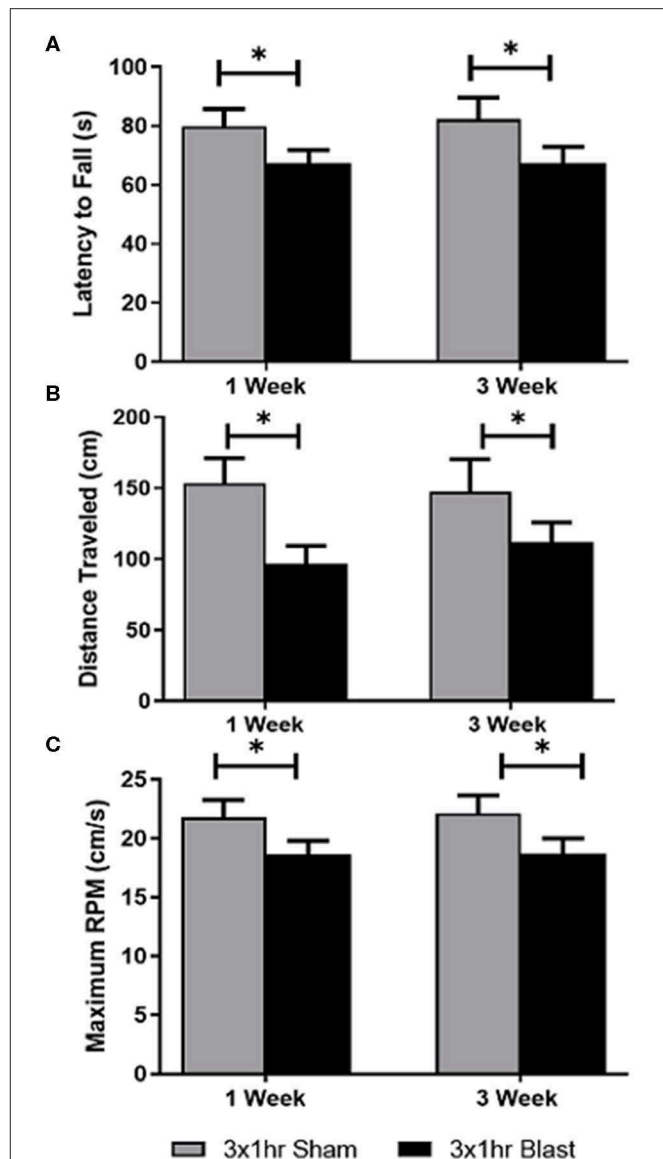 A
Latency to Fall (s)
100
80
60
40
20
0
*
*
1 Week
3 Week
B
Distance Traveled (cm)
200
150
100
50
0
*
*
1 Week
3 Week
C
Maximum RPM (cm/s)
25
20
15
10
5
0
*
*
1 Week
3 Week
3x1hr Sham
3x1hr Blast